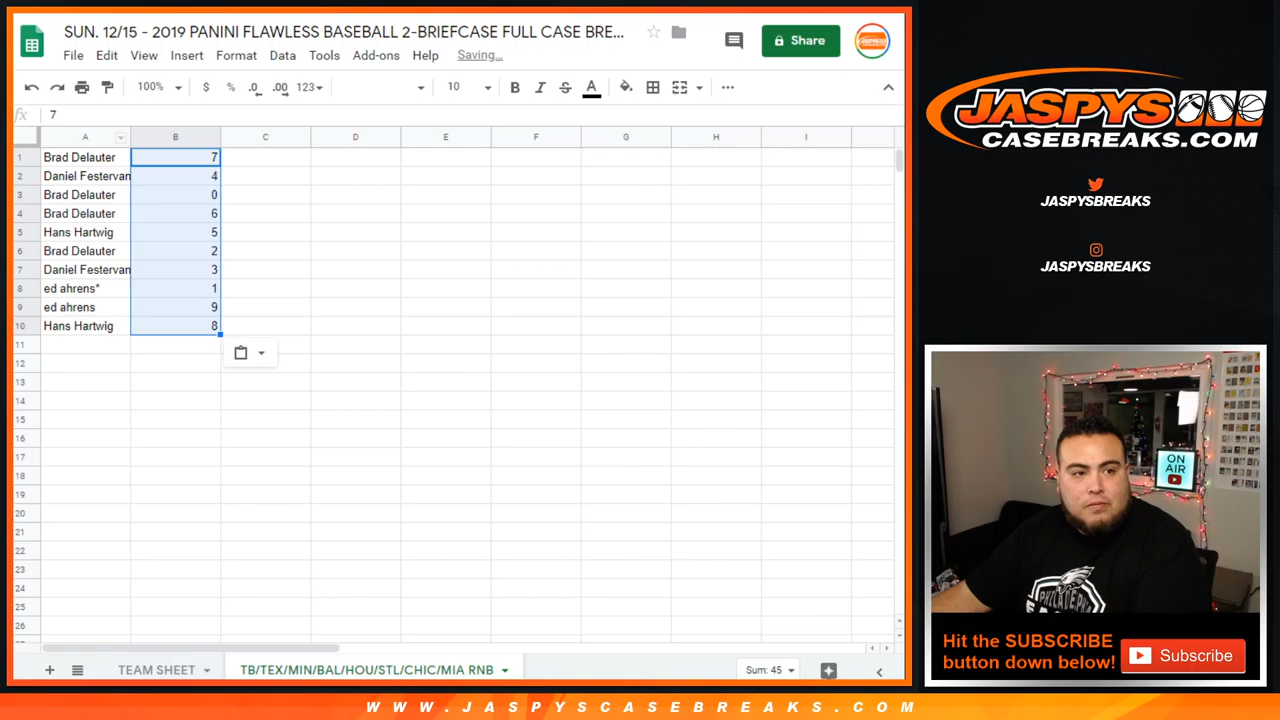 SUN. 12/15 - 2019 PANINI FLAWLESS BASEBALL 2-BRIEFCASE FULL CASE BRE...
File Edit View Insert Format Data Tools Add-ons Help Saving...
Share
100% $ % .0 .00 123 10 B I S A
fx 7
A B C D E F G H I
1 Brad Delauter 7
2 Daniel Festervan 4
3 Brad Delauter 0
4 Brad Delauter 6
5 Hans Hartwig 5
6 Brad Delauter 2
7 Daniel Festervan 3
8 ed ahrens* 1
9 ed ahrens 9
10 Hans Hartwig 8
11
12
13
14
15
16
17
18
19
20
21
22
23
24
25
26
TEAM SHEET TB/TEX/MIN/BAL/HOU/STL/CHIC/MIA RNB Sum: 45
JASPYS
CASEBREAKS.COM
JASPYSBREAKS
JASPYSBREAKS
ON
AIR
PHILADELPHIA
Hit the SUBSCRIBE
button down below!
Subscribe
WWW.JASPYSCASEBREAKS.COM